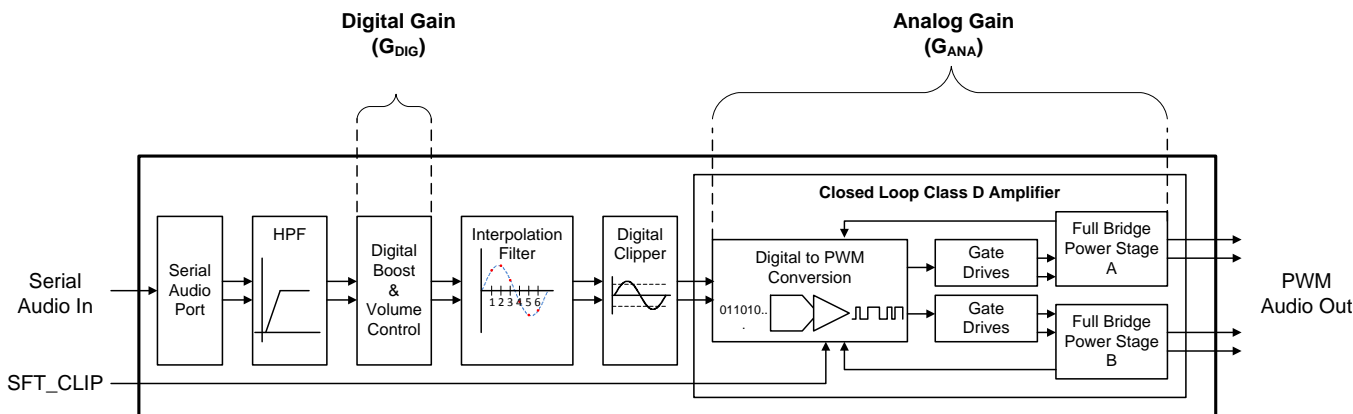 Digital Gain
(GDIG)
Analog Gain
(GANA)
Closed Loop Class D Amplifier
Serial
Audio In
Serial
Audio
Port
HPF
Digital
Boost
&
Volume
Control
Interpolation
Filter
1 2 3 4 5 6
Digital
Clipper
Digital to PWM
Conversion
011010..
.
Gate
Drives
Gate
Drives
Full Bridge
Power Stage
A
Full Bridge
Power Stage
B
PWM
Audio Out
SFT_CLIP